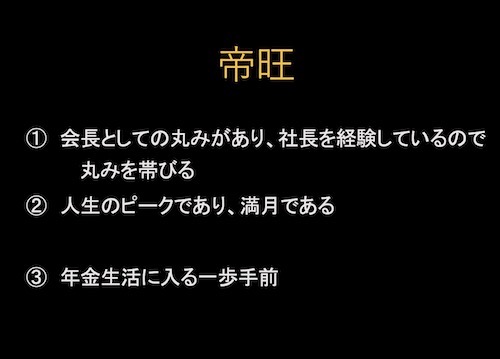 帝旺
① 会長としての丸みがあり、社長を経験しているので
丸みを帯びる
② 人生のピークであり、満月である
③ 年金生活に入る一歩手前